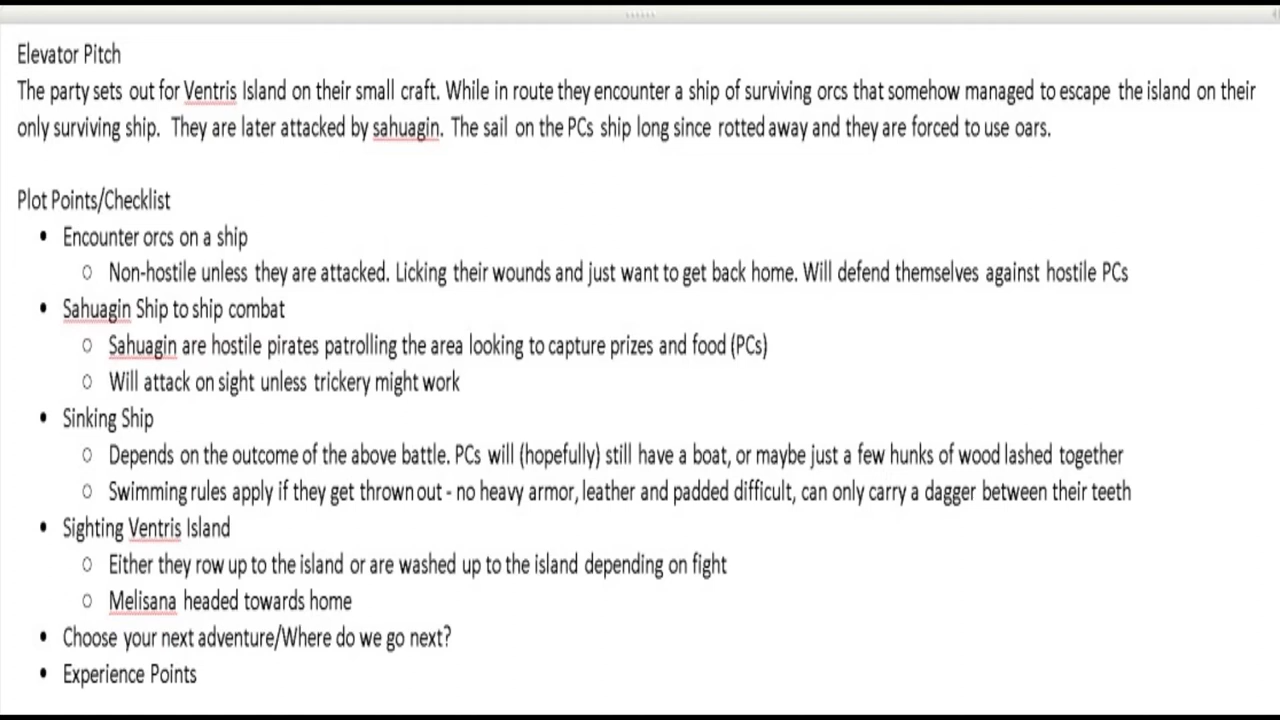 Elevator Pitch
The party sets out for Ventris Island on their small craft. While in route they encounter a ship of surviving orcs that somehow managed to escape the island on their
only surviving ship. They are later attacked by sahuagin. The sail on the PCs ship long since rotted away and they are forced to use oars.
Plot Points/Checklist
• Encounter orcs on a ship
○ Non-hostile unless they are attacked. Licking their wounds and just want to get back home. Will defend themselves against hostile PCs
• Sahuagin Ship to ship combat
○ Sahuagin are hostile pirates patrolling the area looking to capture prizes and food (PCs)
○ Will attack on sight unless trickery might work
• Sinking Ship
○ Depends on the outcome of the above battle. PCs will (hopefully) still have a boat, or maybe just a few hunks of wood lashed together
○ Swimming rules apply if they get thrown out - no heavy armor, leather and padded difficult, can only carry a dagger between their teeth
• Sighting Ventris Island
○ Either they row up to the island or are washed up to the island depending on fight
○ Melisana headed towards home
• Choose your next adventure/Where do we go next?
• Experience Points